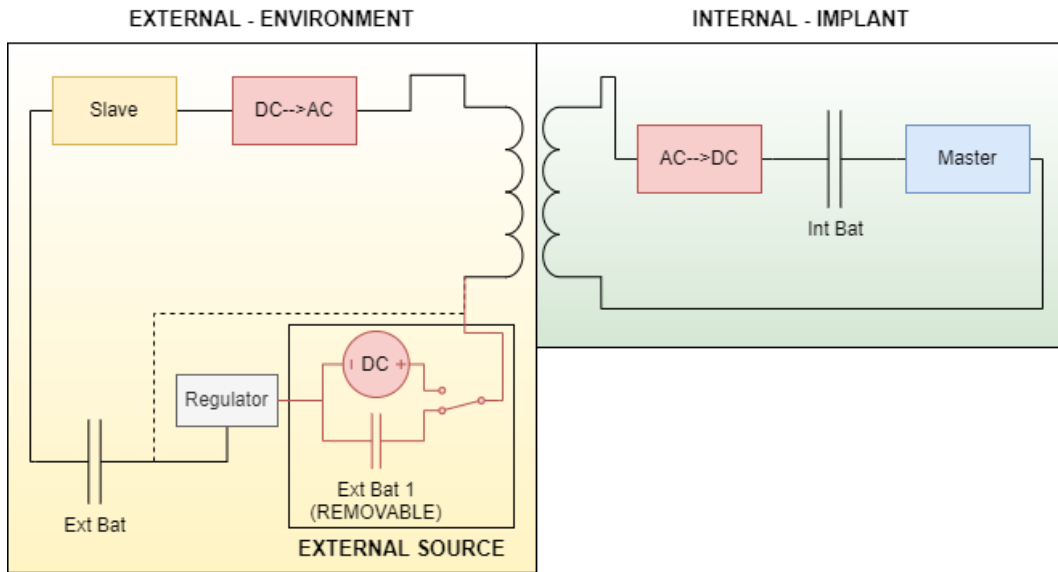 EXTERNAL - ENVIRONMENT
INTERNAL - IMPLANT
Slave
DC-->AC
AC-->DC
Master
Int Bat
DC
+
Regulator
Ext Bat 1
(REMOVABLE)
Ext Bat
EXTERNAL SOURCE